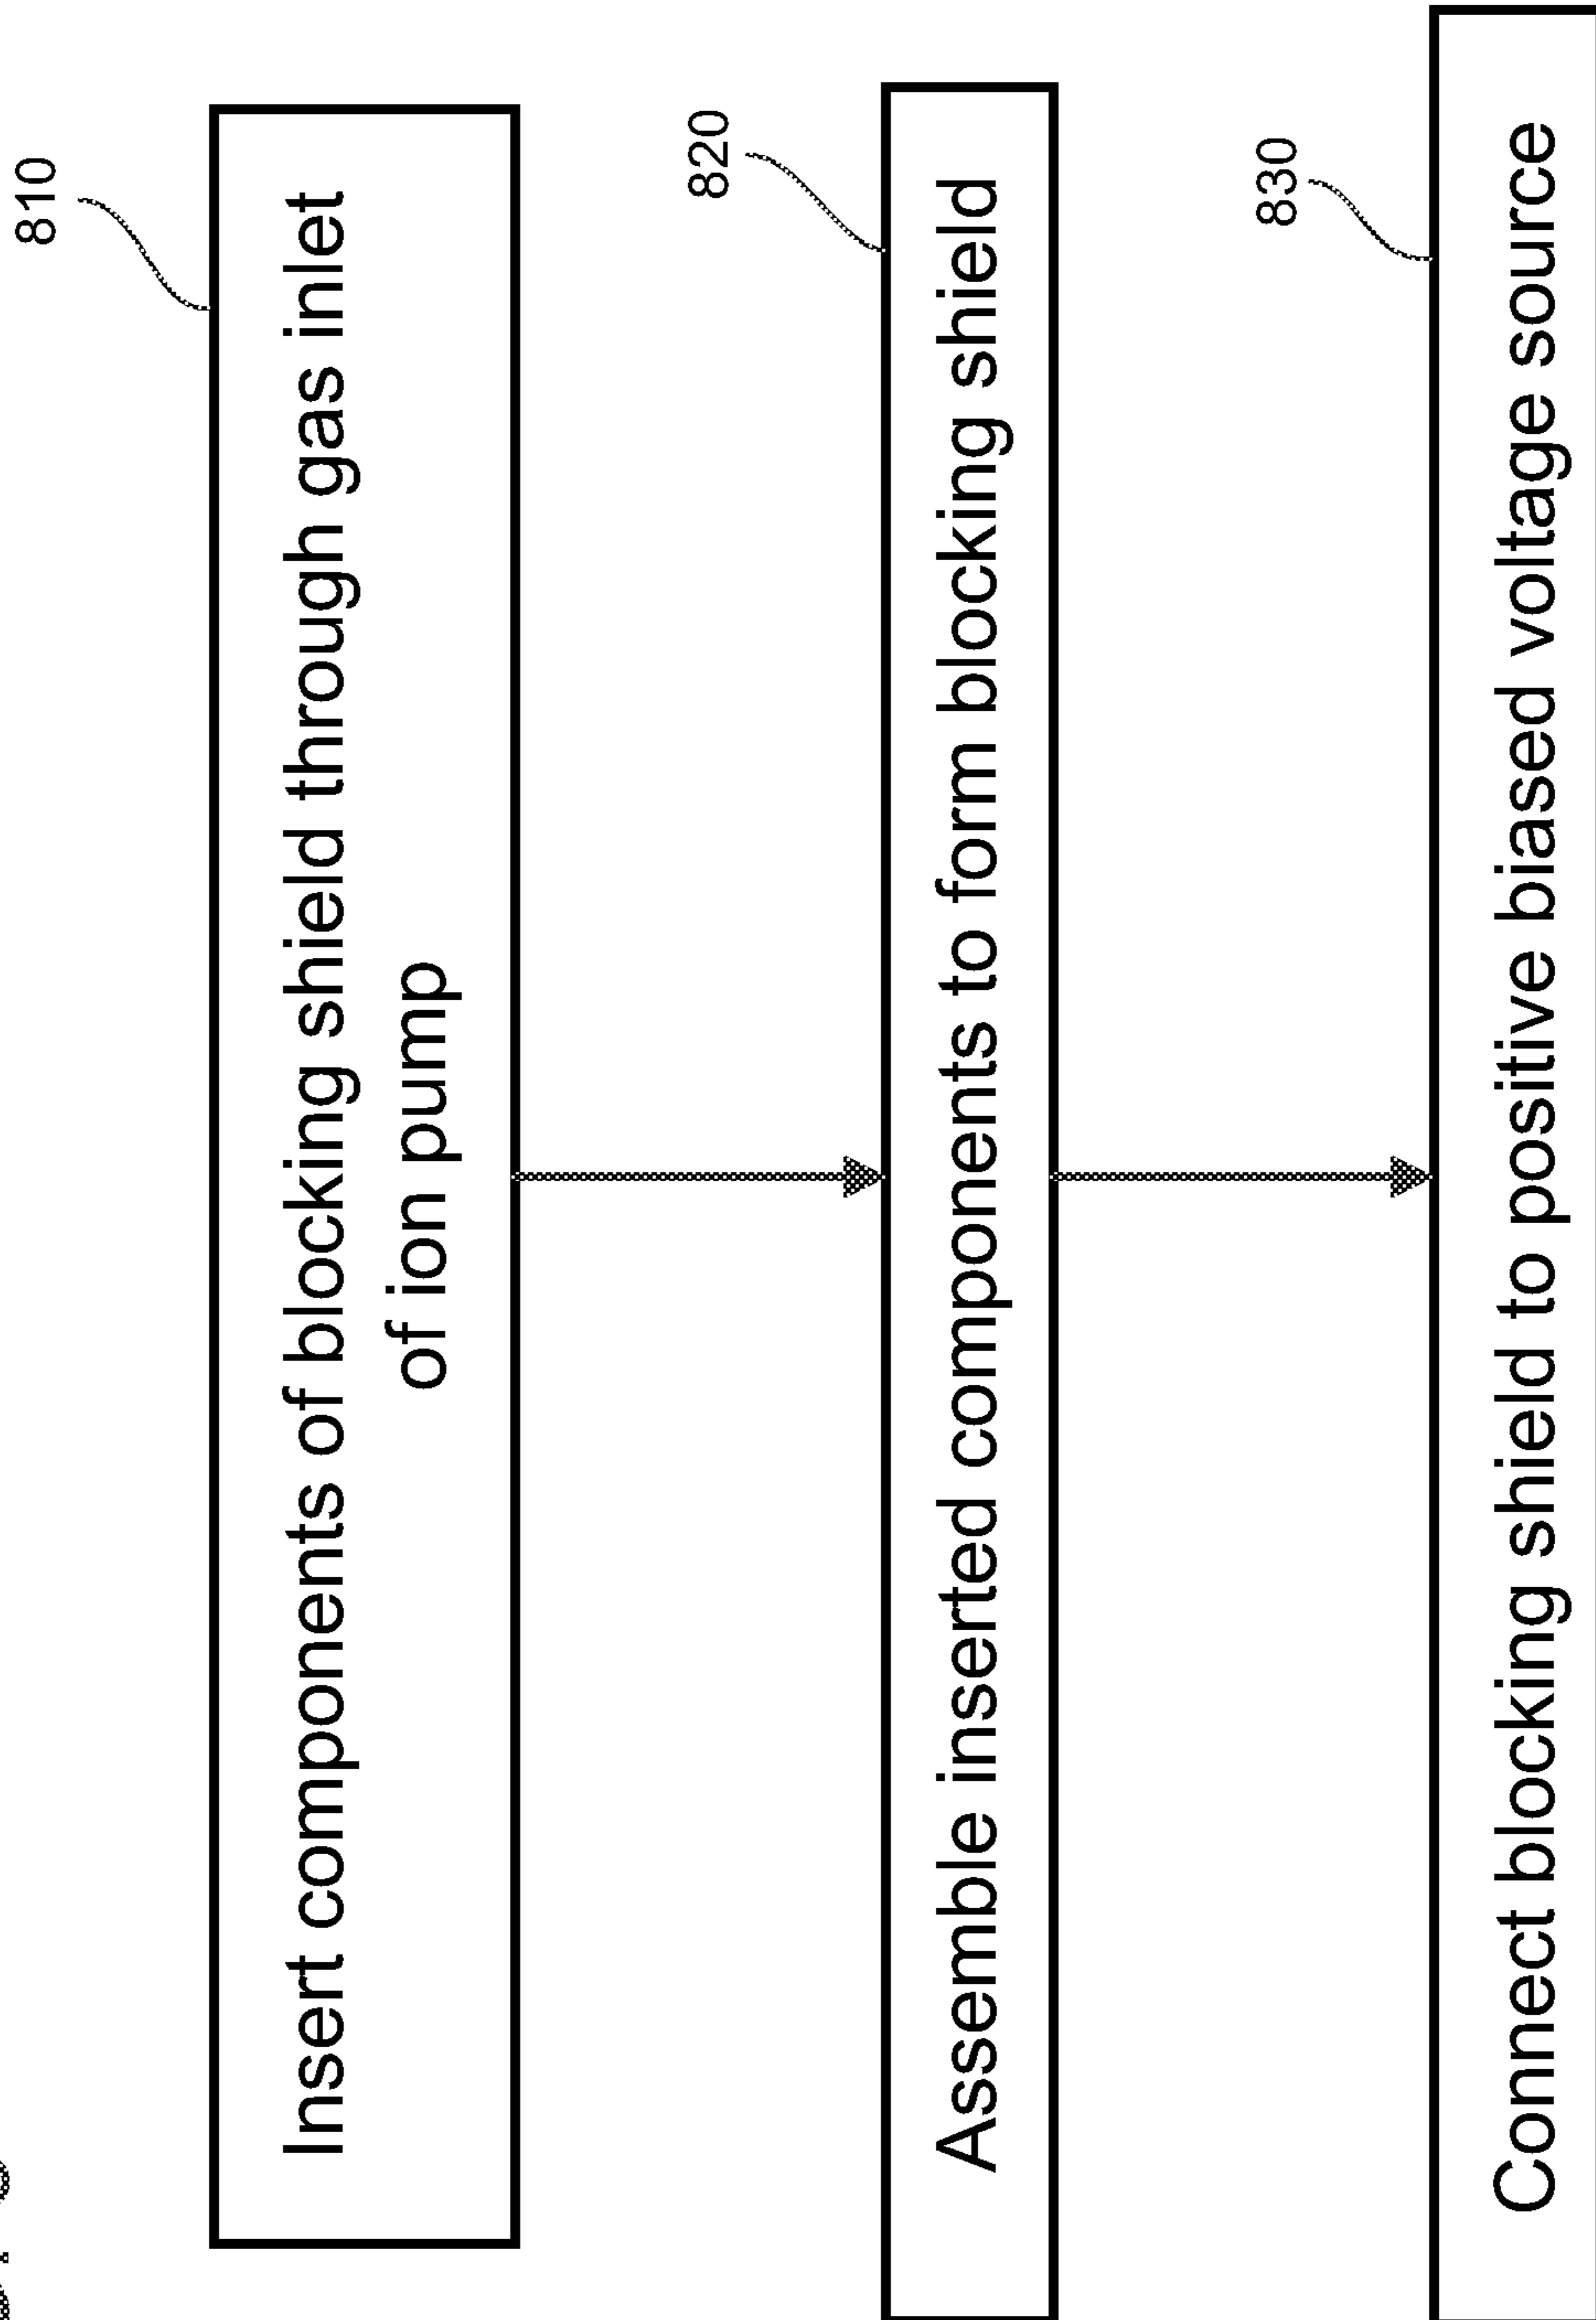 810
Insert components of blocking shield through gas inlet
of ion pump
820
Assemble inserted components to form blocking shield
830
Connect blocking shield to positive biased voltage source